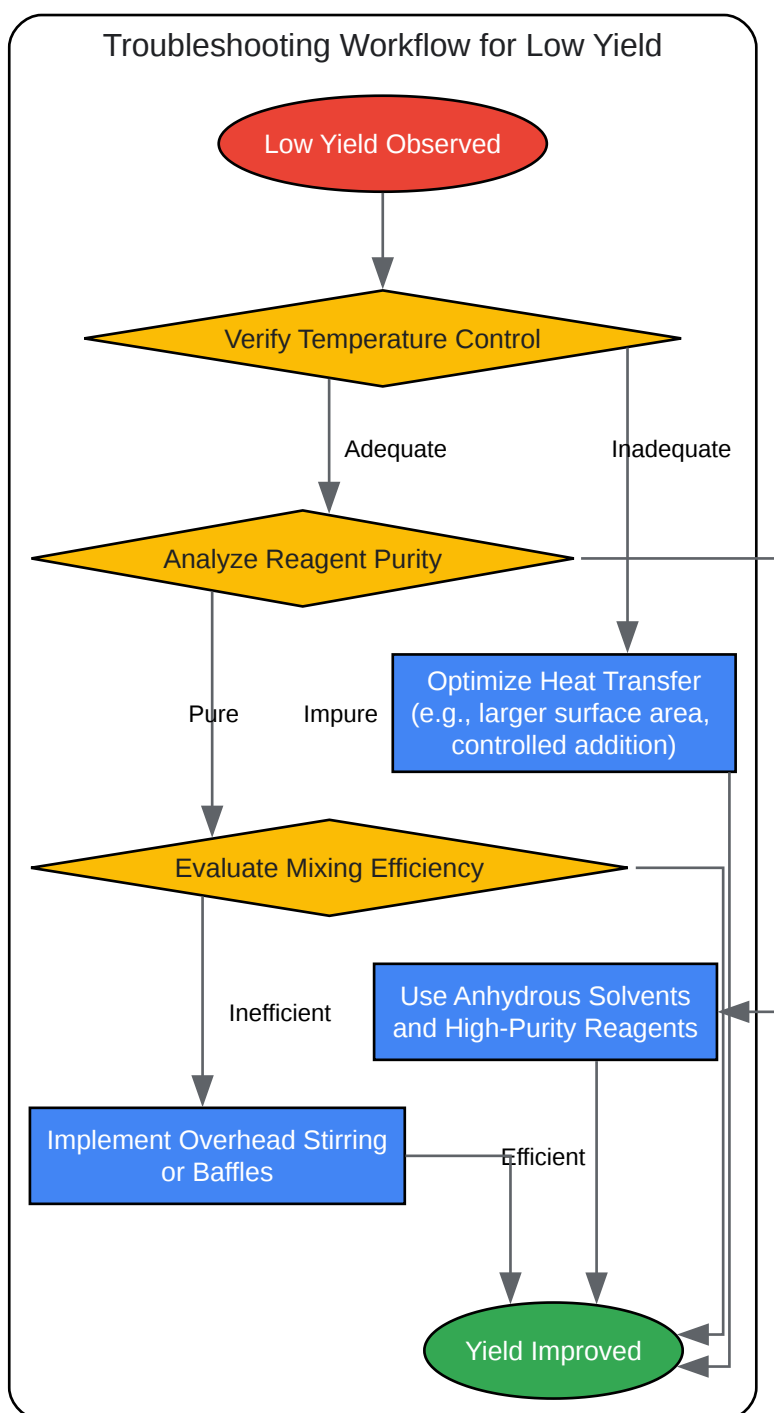 Troubleshooting Workflow for Low Yield
Low Yield Observed
Verify Temperature Control
Adequate
Inadequate
Analyze Reagent Purity
Optimize Heat Transfer
(e.g., larger surface area,
controlled addition)
Pure
Impure
Evaluate Mixing Efficiency
Use Anhydrous Solvents
and High-Purity Reagents
Inefficient
Implement Overhead Stirring
or Baffles
Efficient
Yield Improved